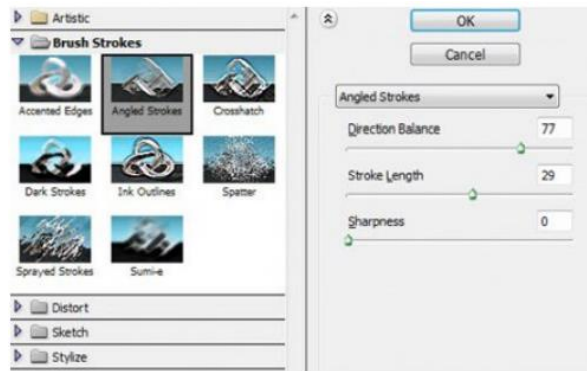 Artistic
Brush Strokes
Accented Edges
Angled Strokes
Crosshatch
Dark Strokes
Ink Outlines
Spatter
Sprayed Strokes
Sumi-e
Distort
Sketch
Stylize
OK
Cancel
Angled Strokes
Direction Balance 77
Stroke Length 29
Sharpness 0